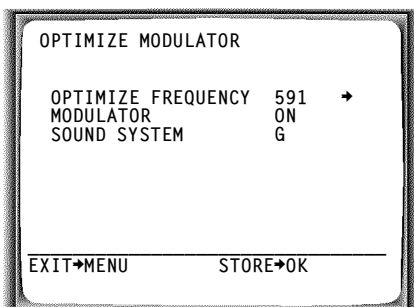 OPTIMIZE MODULATOR
OPTIMIZE FREQUENCY 591 ➔
MODULATOR ON
SOUND SYSTEM G
EXIT➔MENU STORE➔OK